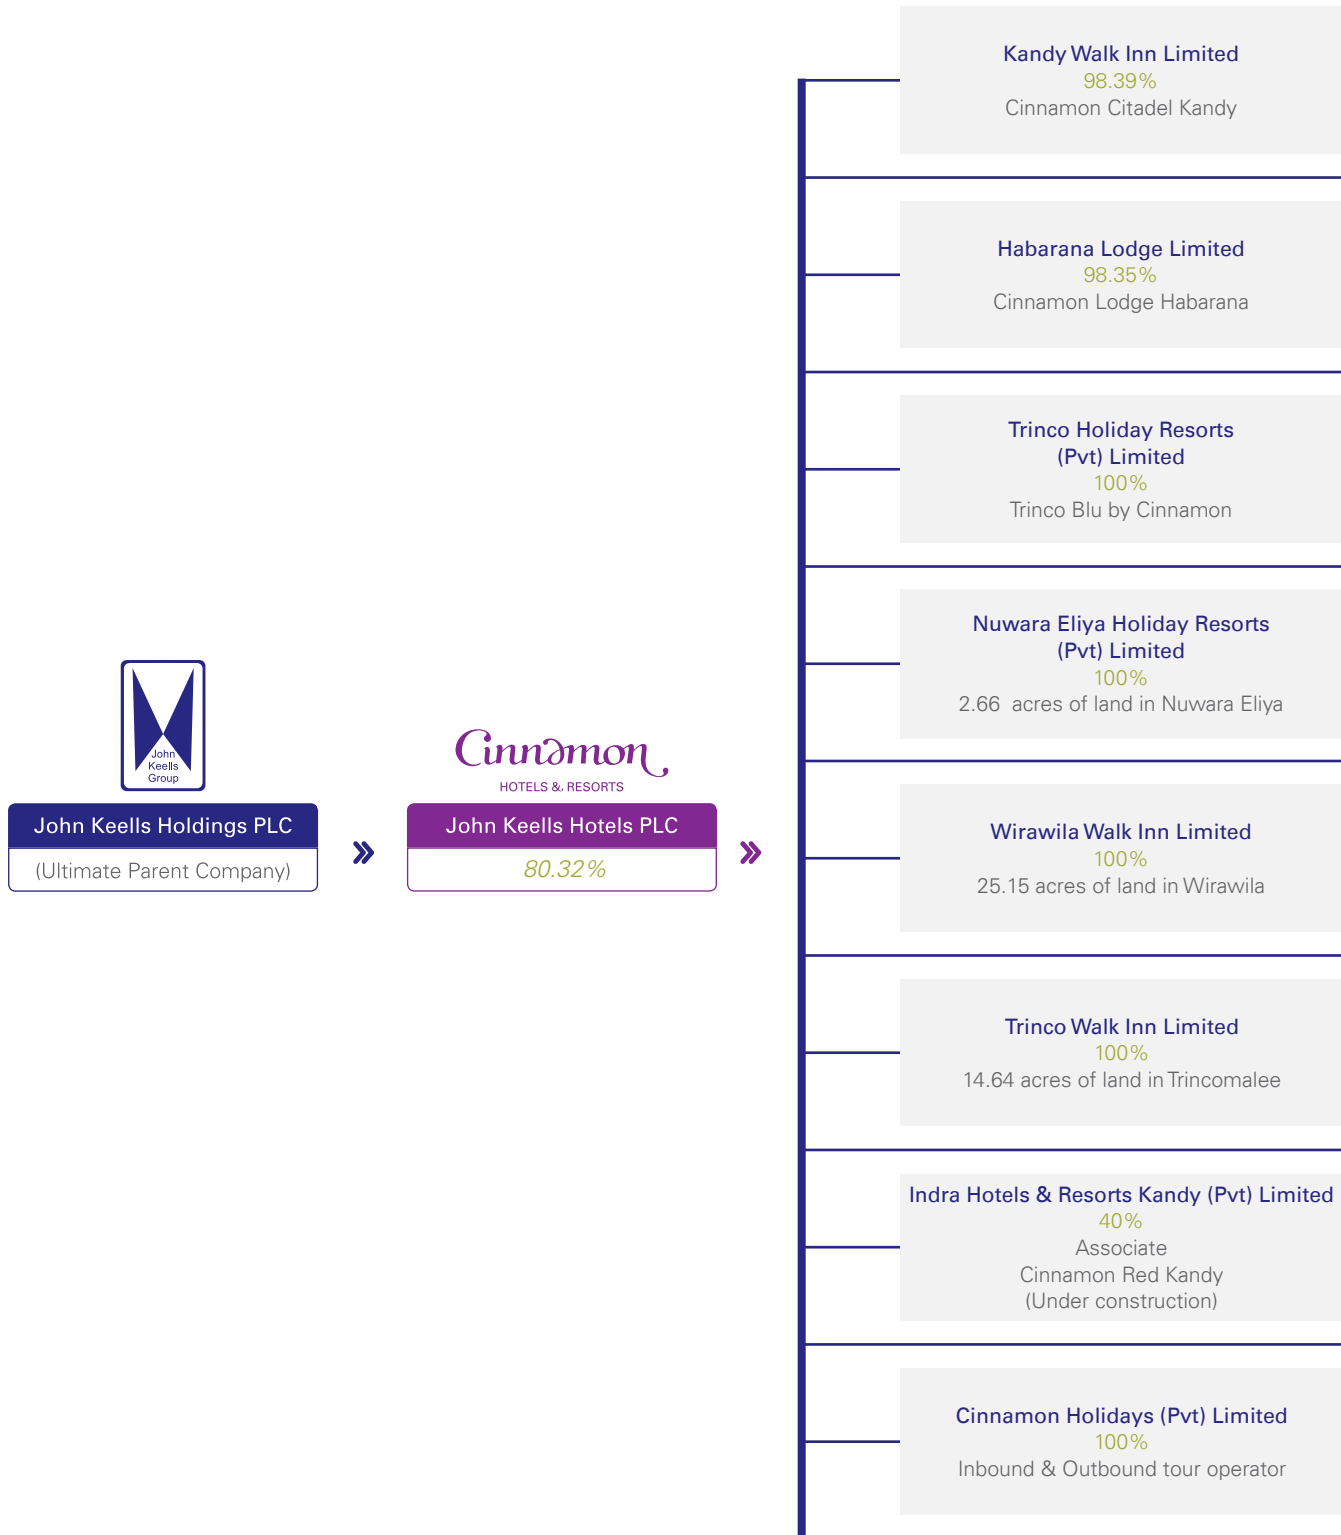 Kandy Walk Inn Limited
98.39%
Cinnamon Citadel Kandy
Habarana Lodge Limited
98.35%
Cinnamon Lodge Habarana
Trinco Holiday Resorts
(Pvt) Limited
100%
Trinco Blu by Cinnamon
Nuwara Eliya Holiday Resorts
(Pvt) Limited
100%
2.66 acres of land in Nuwara Eliya
John
Keells
Group
John Keells Holdings PLC
(Ultimate Parent Company)
Cinnamon
HOTELS & RESORTS
John Keells Hotels PLC
80.32%
Wirawila Walk Inn Limited
100%
25.15 acres of land in Wirawila
Trinco Walk Inn Limited
100%
14.64 acres of land in Trincomalee
Indra Hotels & Resorts Kandy (Pvt) Limited
40%
Associate
Cinnamon Red Kandy
(Under construction)
Cinnamon Holidays (Pvt) Limited
100%
Inbound & Outbound tour operator